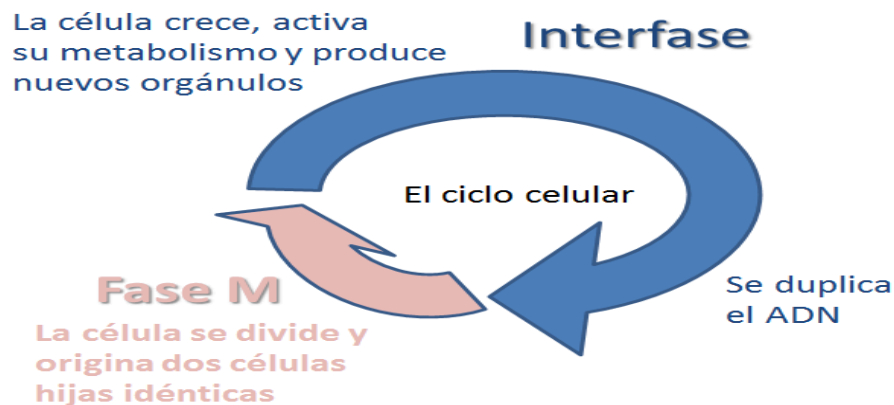 La célula crece, activa
su metabolismo y produce
nuevos orgánulos
Interfase
El ciclo celular
Se duplica
el ADN
Fase M
La célula se divide y
origina dos células
hijas idénticas